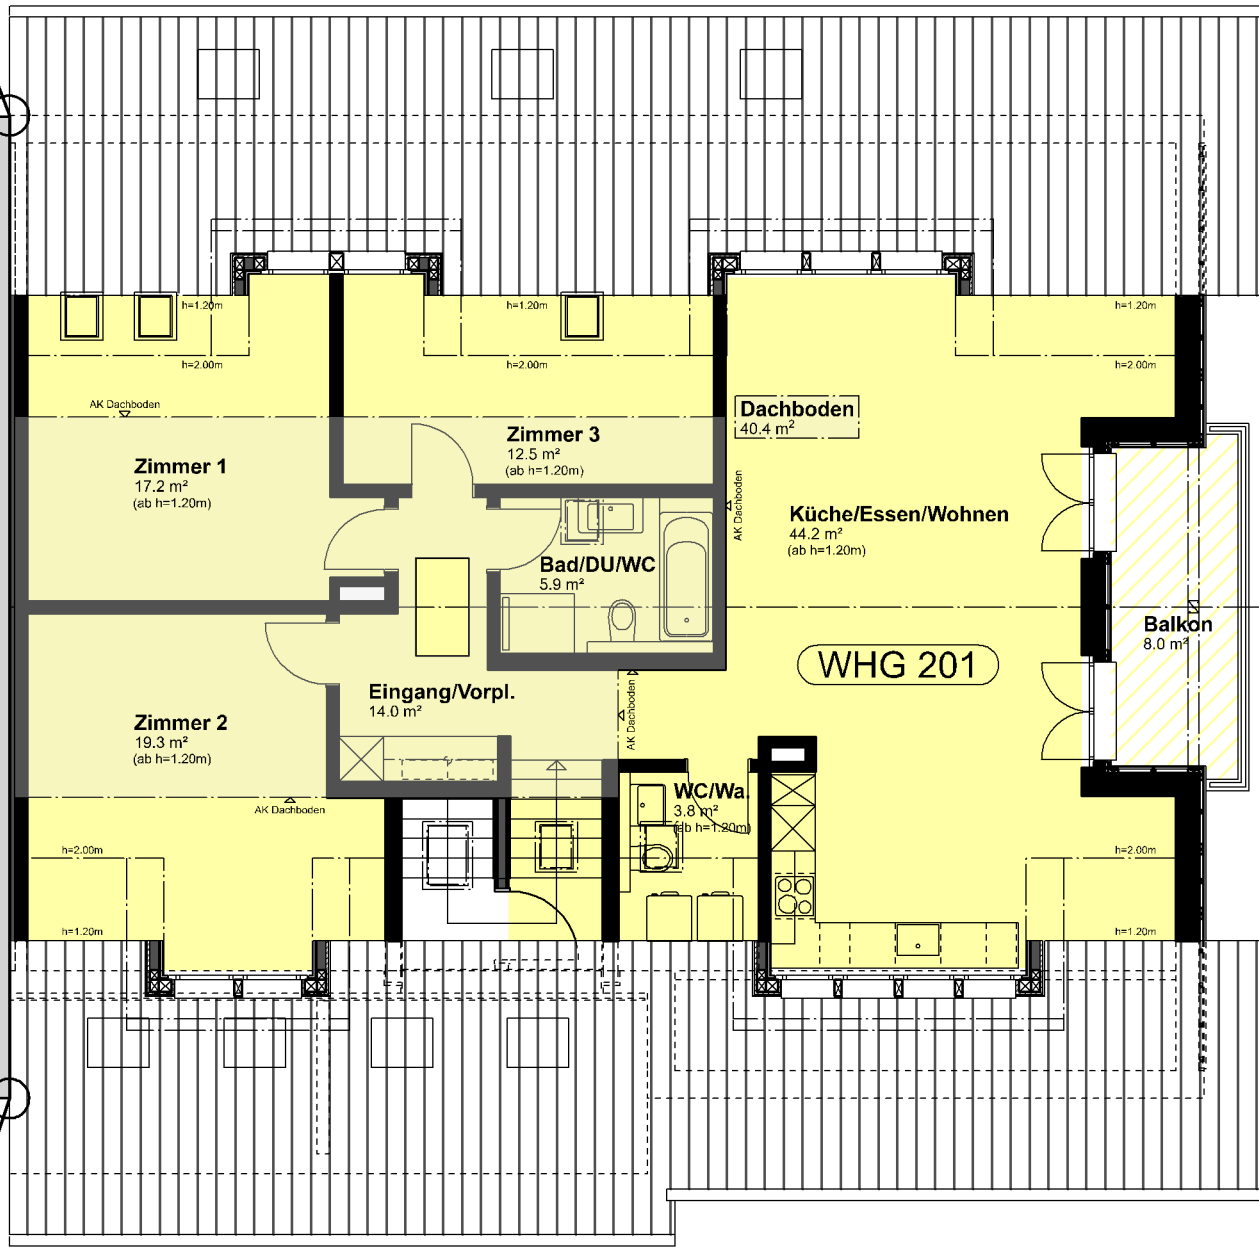 h=1.20m
h=1.20m
h=1.20m
h=2.00m
h=2.00m
h=2.00m
AK Dachboden
Dachboden
40.4 m²
Zimmer 3
12.5 m²
(ab h=1.20m)
Zimmer 1
17.2 m²
(ab h=1.20m)
AK Dachboden
Küche/Essen/Wohnen
44.2 m²
(ab h=1.20m)
Bad/DU/WC
5.9 m²
Balkon
8.0 m²
WHG 201
Eingang/Vorpl.
14.0 m²
AK Dachboden
Zimmer 2
19.3 m²
(ab h=1.20m)
WC/Wa.
3.8 m²
(ab h=1.20m)
AK Dachboden
h=2.00m
h=2.00m
h=1.20m
h=1.20m